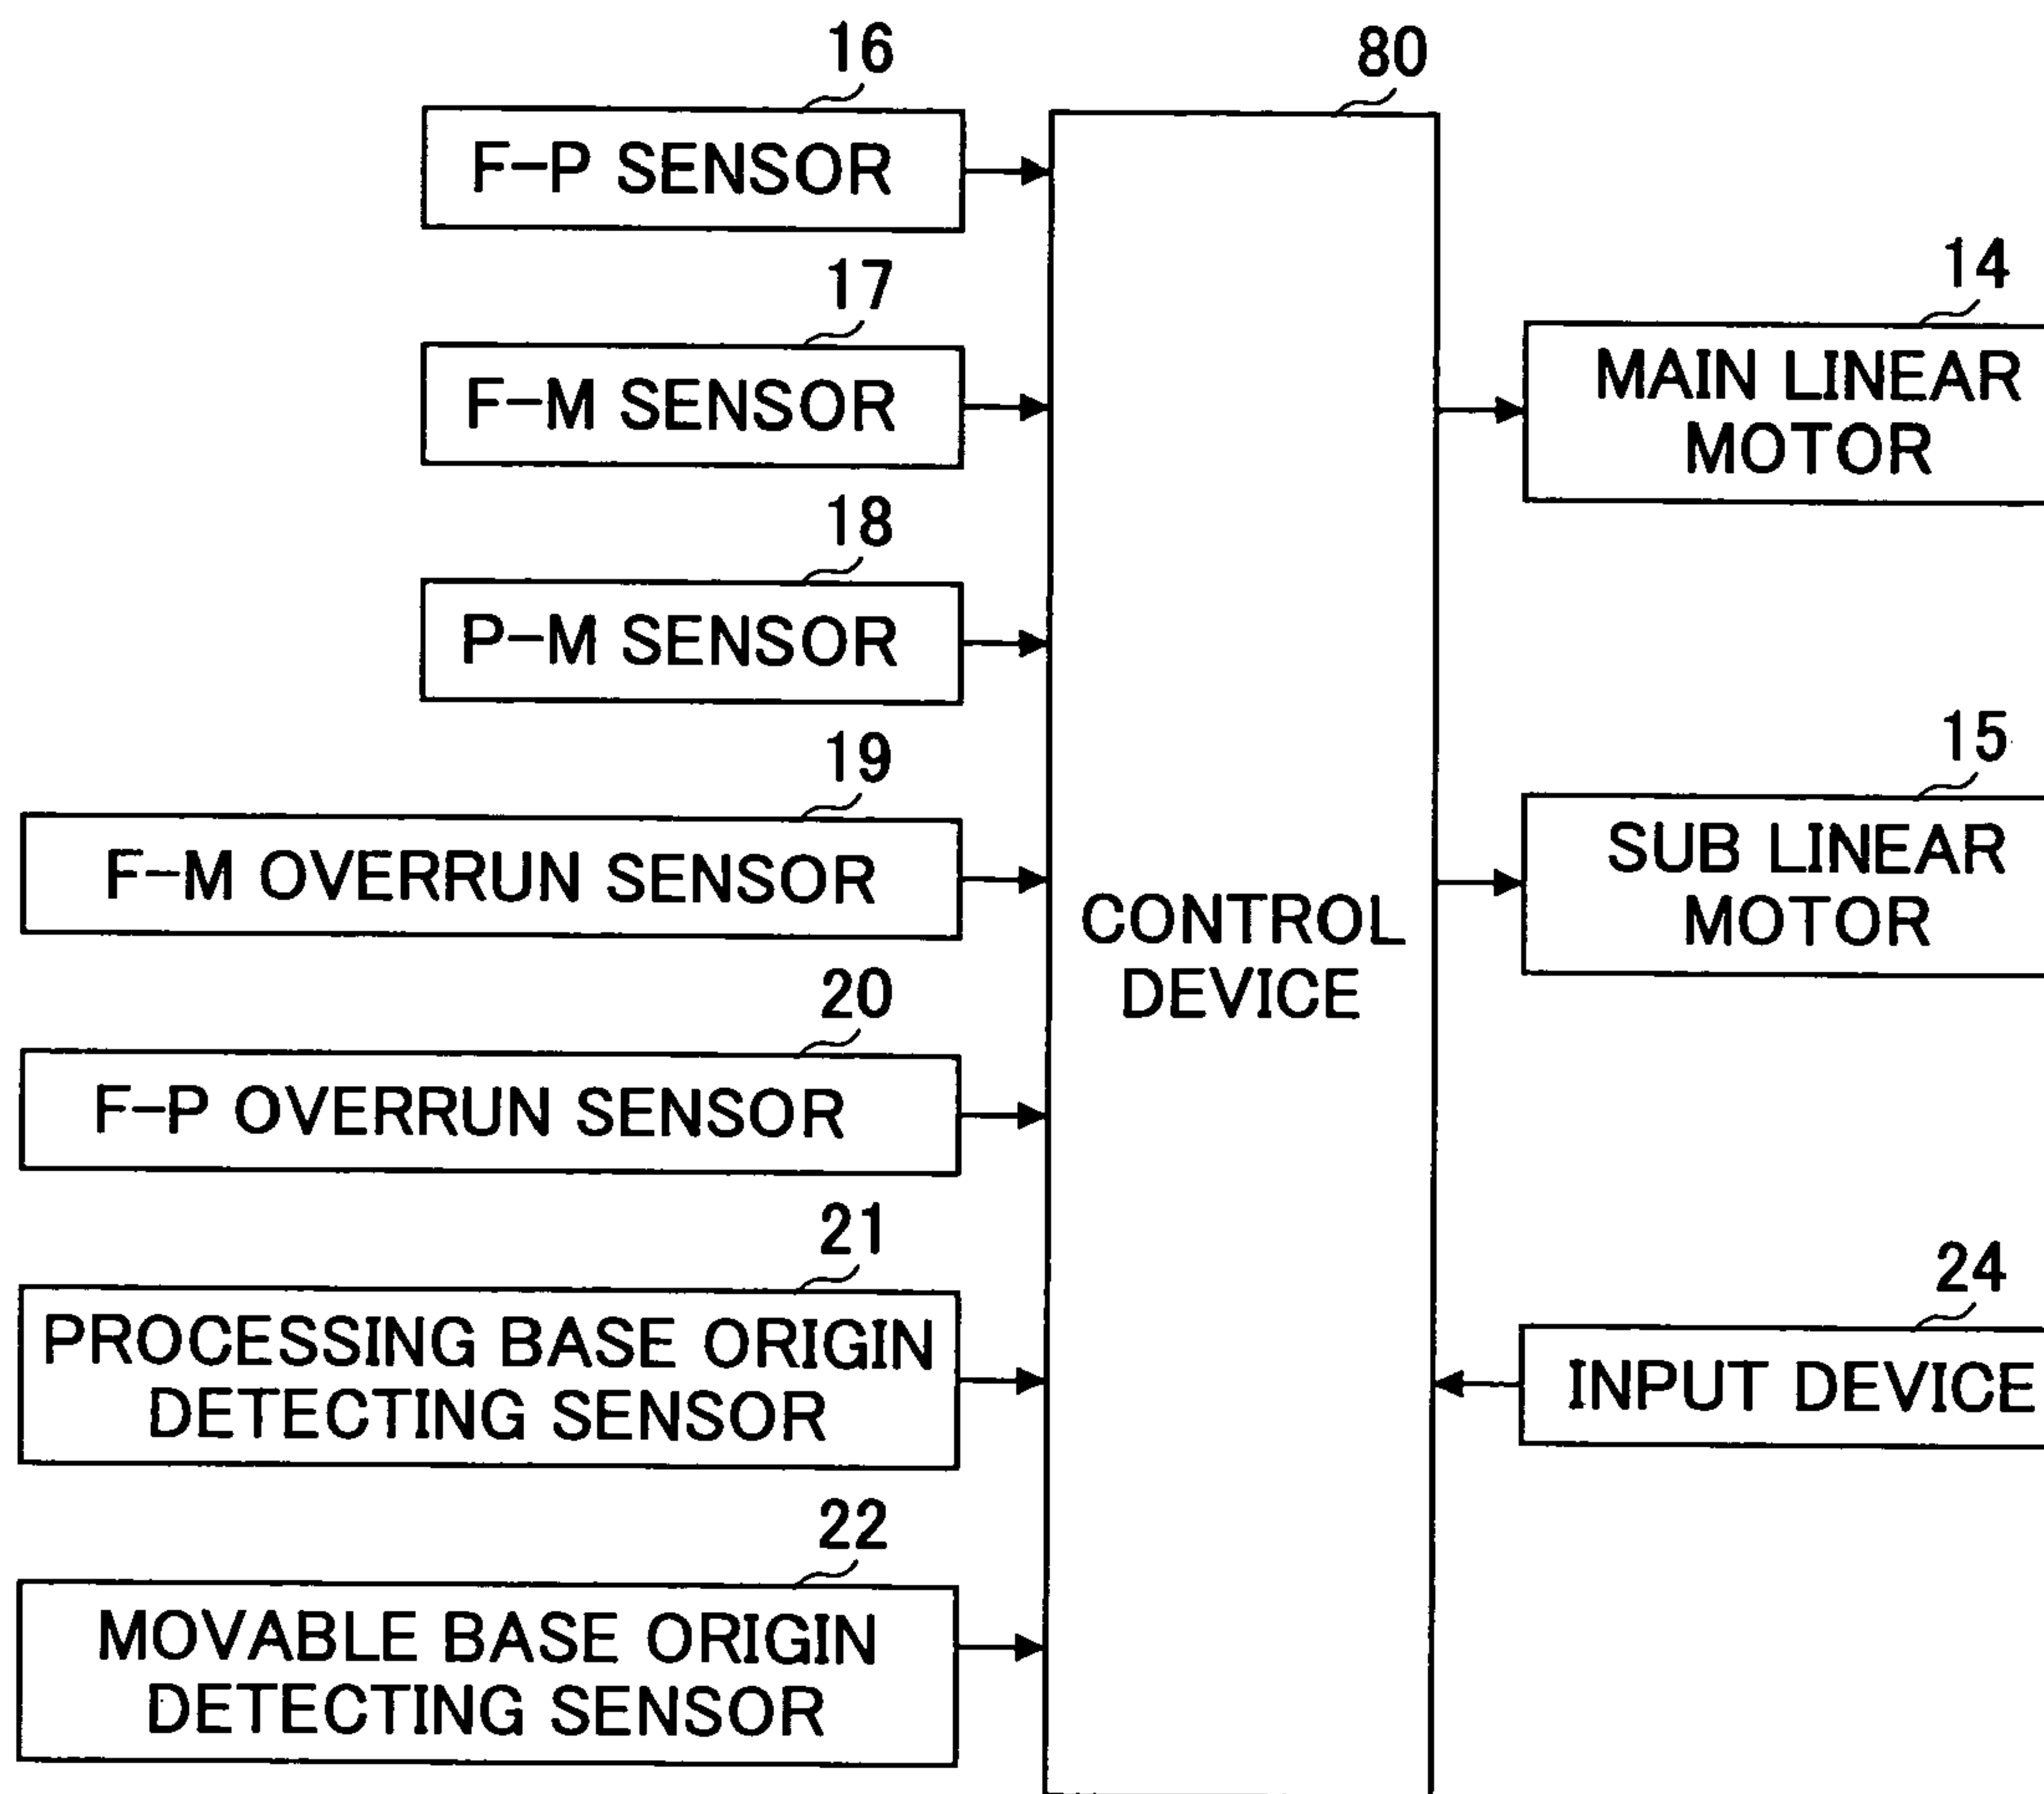 16
F-P SENSOR
17
F-M SENSOR
18
P-M SENSOR
19
F-M OVERRUN SENSOR
20
F-P OVERRUN SENSOR
21
PROCESSING BASE ORIGIN
DETECTING SENSOR
22
MOVABLE BASE ORIGIN
DETECTING SENSOR
80
CONTROL
DEVICE
14
MAIN LINEAR
MOTOR
15
SUB LINEAR
MOTOR
24
INPUT DEVICE